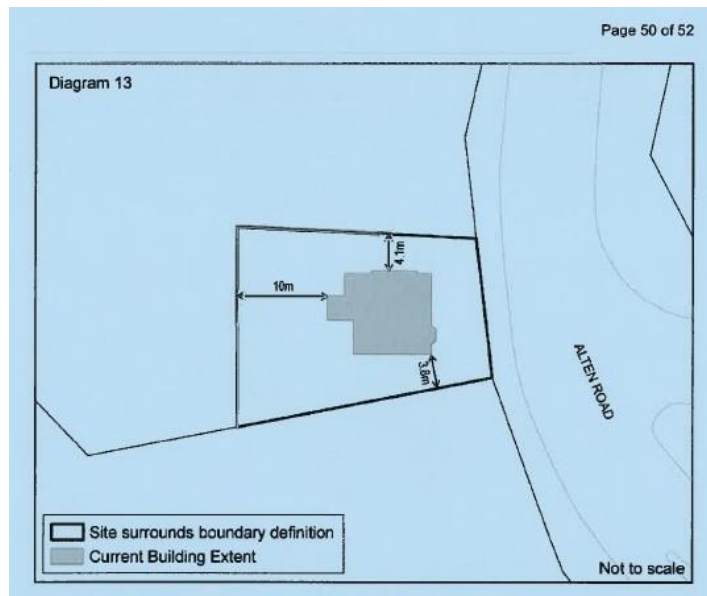 Page 50 of 52
Diagram 13
4.1m
10m
3.8m
ALTEN ROAD
Site surrounds boundary definition
Current Building Extent
Not to scale